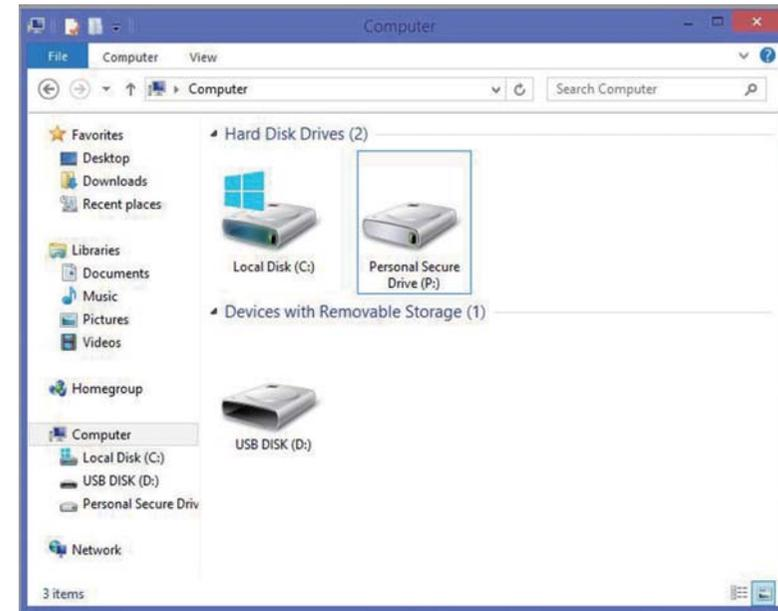 Computer
File Computer View
Computer
Search Computer
Favorites
Desktop
Downloads
Recent places
Libraries
Documents
Music
Pictures
Videos
Homegroup
Computer
Local Disk (C:)
USB DISK (D:)
Personal Secure Driv
Network
Hard Disk Drives (2)
Local Disk (C:)
Personal Secure
Drive (P:)
Devices with Removable Storage (1)
USB DISK (D:)
3 items